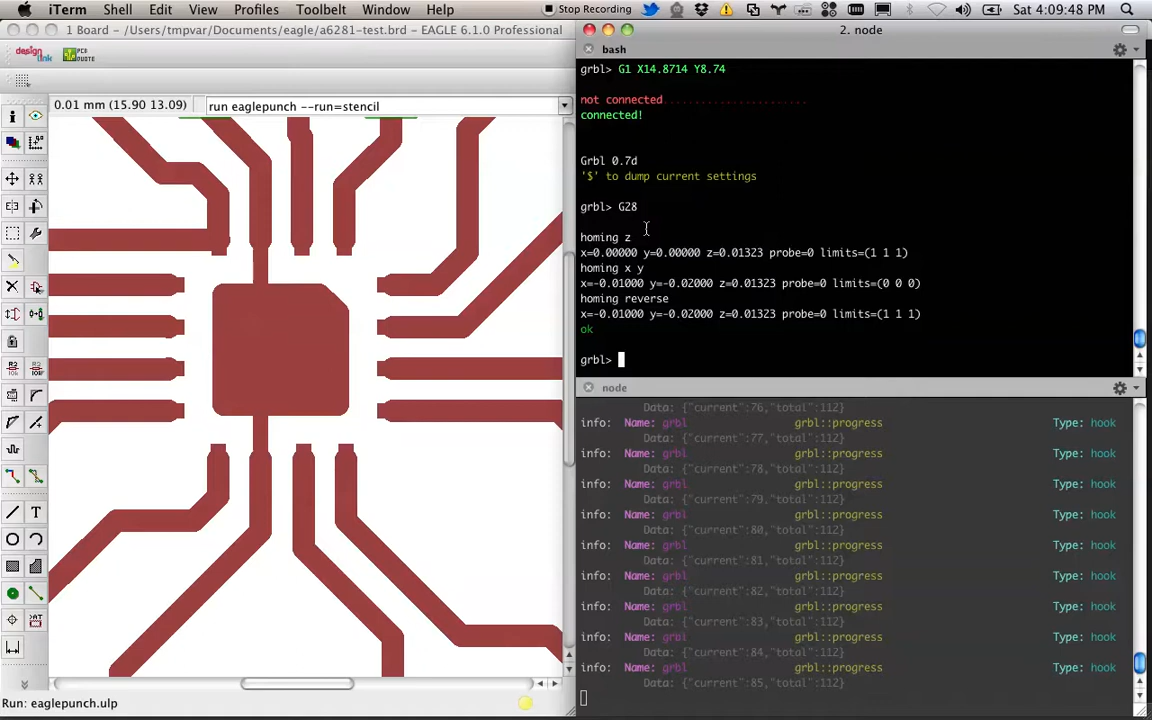 iTerm Shell Edit View Profiles Toolbelt Window Help Stop Recording Sat 4:09:48 PM
1 Board - /Users/tmpvar/Documents/eagle/a6281-test.brd - EAGLE 6.1.0 Professional
design link PCB QUOTE
0.01 mm (15.90 13.09) run eaglepunch --run=stencil
R2 10k
T
Run: eaglepunch.ulp
2. node
bash
grbl> G1 X14.8714 Y8.74
not connected.......................
connected!
Grbl 0.7d
'$' to dump current settings
grbl> G28
homing z
x=0.00000 y=0.00000 z=0.01323 probe=0 limits=(1 1 1)
homing x y
x=-0.01000 y=-0.02000 z=0.01323 probe=0 limits=(0 0 0)
homing reverse
x=-0.01000 y=-0.02000 z=0.01323 probe=0 limits=(1 1 1)
ok
grbl>
node
Data: {"current":76,"total":112}
info: Name: grbl grbl::progress Type: hook
Data: {"current":77,"total":112}
info: Name: grbl grbl::progress Type: hook
Data: {"current":78,"total":112}
info: Name: grbl grbl::progress Type: hook
Data: {"current":79,"total":112}
info: Name: grbl grbl::progress Type: hook
Data: {"current":80,"total":112}
info: Name: grbl grbl::progress Type: hook
Data: {"current":81,"total":112}
info: Name: grbl grbl::progress Type: hook
Data: {"current":82,"total":112}
info: Name: grbl grbl::progress Type: hook
Data: {"current":83,"total":112}
info: Name: grbl grbl::progress Type: hook
Data: {"current":84,"total":112}
info: Name: grbl grbl::progress Type: hook
Data: {"current":85,"total":112}